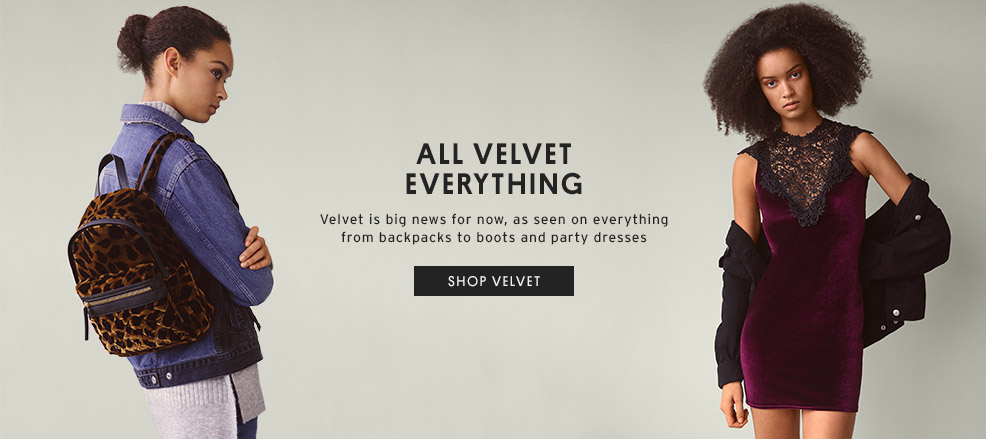 ALL VELVET
EVERYTHING
Velvet is big news for now, as seen on everything
from backpacks to boots and party dresses
SHOP VELVET